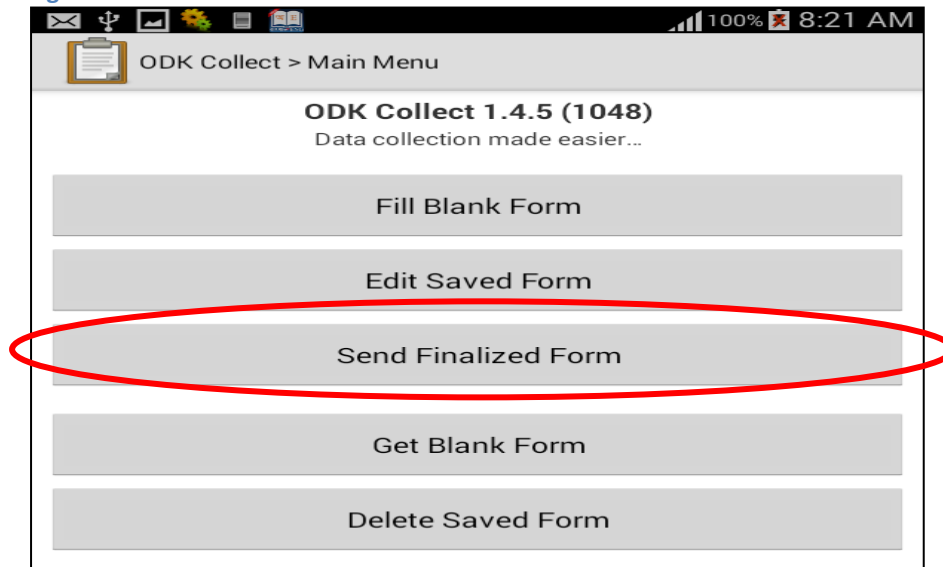 100% 8:21 AM
ODK Collect > Main Menu
ODK Collect 1.4.5 (1048)
Data collection made easier...
Fill Blank Form
Edit Saved Form
Send Finalized Form
Get Blank Form
Delete Saved Form